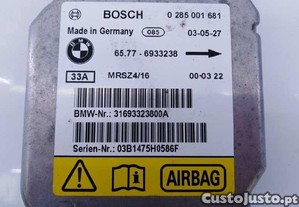 BOSCH 0 285 001 681
Made in Germany 085 03-05-27
BMW 65.77 - 6933238
33A MRSZ4/16 00 03 22
BMW-Nr.: 31693323800A
Serien-Nr.: 03B1475H0586F
AIRBAG
CustoJusto.pt